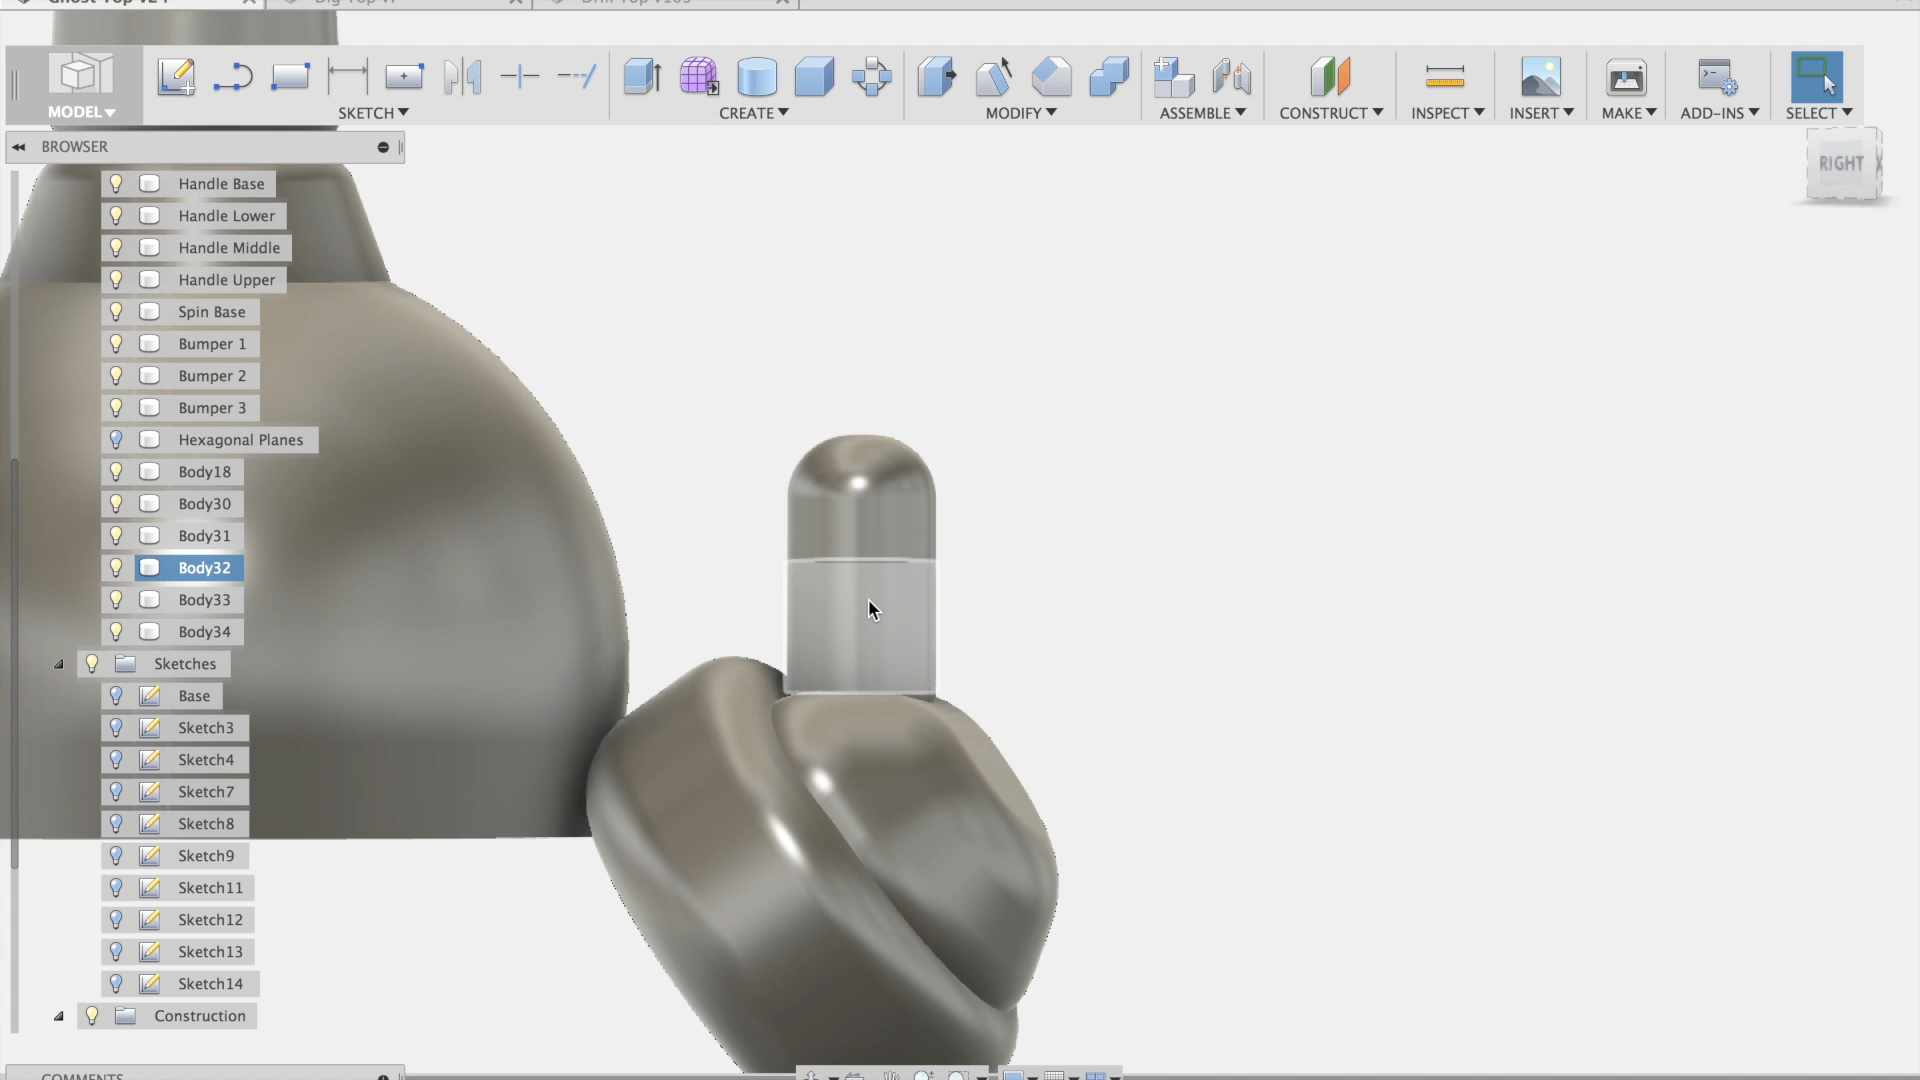 MODEL
SKETCH
CREATE
MODIFY
ASSEMBLE
CONSTRUCT
INSPECT
INSERT
MAKE
ADD-INS
SELECT
BROWSER
RIGHT
Handle Base
Handle Lower
Handle Middle
Handle Upper
Spin Base
Bumper 1
Bumper 2
Bumper 3
Hexagonal Planes
Body18
Body30
Body31
Body32
Body33
Body34
Sketches
Base
Sketch3
Sketch4
Sketch7
Sketch8
Sketch9
Sketch11
Sketch12
Sketch13
Sketch14
Construction
COMMENTS